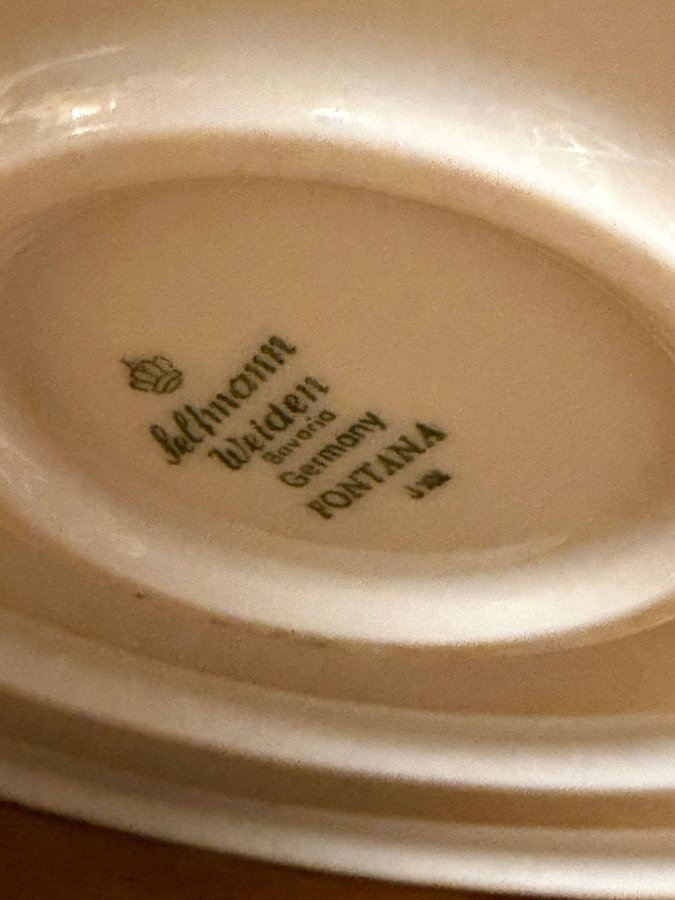 Seltmann
Weiden
Bavaria
Germany
FONTANA